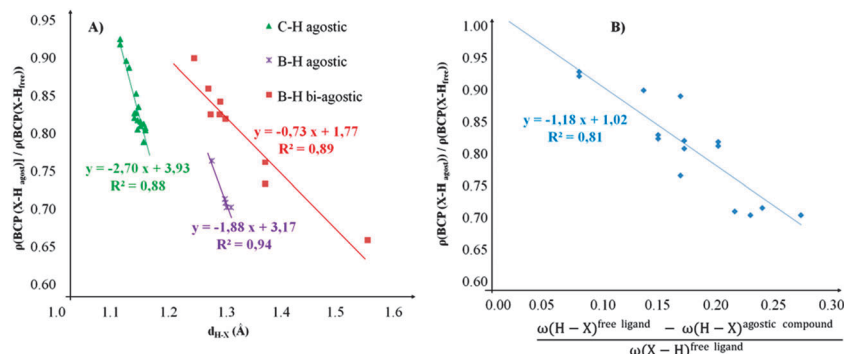 A)
C-H agostic
B-H agostic
B-H bi-agostic
ρ(BCP (X-H agost)] / ρ(BCP(X-Hfree))
0.95
0.90
0.85
0.80
0.75
0.70
0.65
0.60
y = -2,70 x + 3,93
R² = 0,88
y = -1,88 x + 3,17
R² = 0,94
y = -0,73 x + 1,77
R² = 0,89
1.0 1.1 1.2 1.3 1.4 1.5 1.6
dH-X (Å)
B)
ρ(BCP (X-H agost)) / ρ(BCP(X-Hfree))
1.00
0.95
0.90
0.85
0.80
0.75
0.70
0.65
0.60
y = -1,18 x + 1,02
R² = 0,81
0.00 0.05 0.10 0.15 0.20 0.25 0.30
ω(H − X)free ligand − ω(H − X)agostic compound
ω(X − H)free ligand